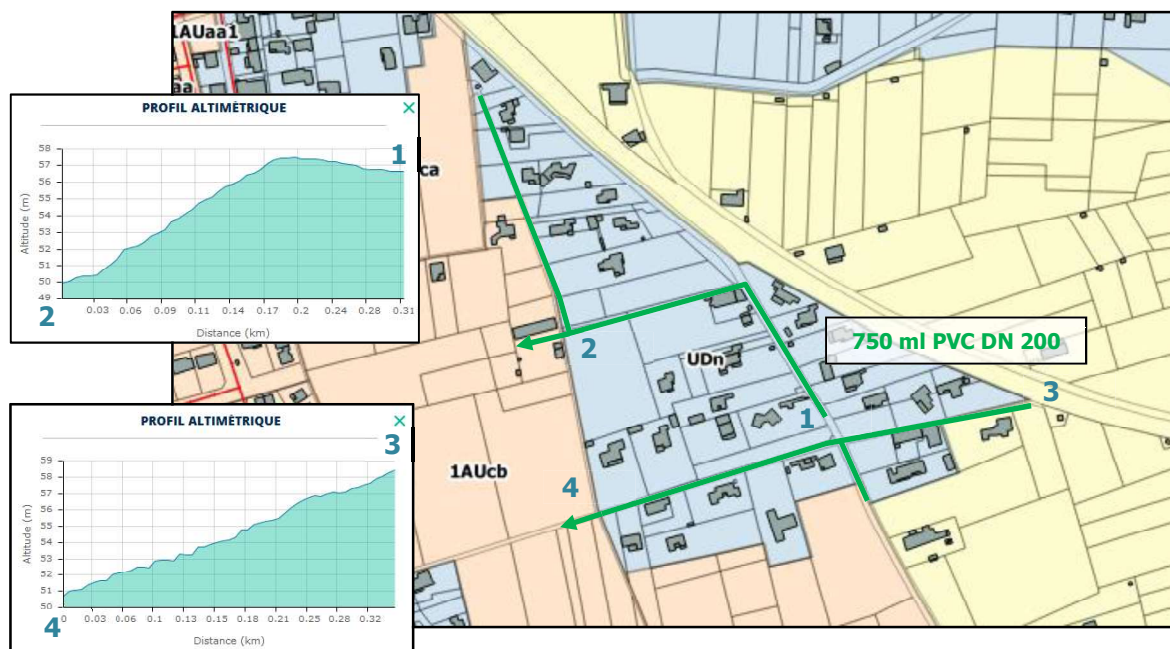 1AUaa1
aa
PROFIL ALTIMÉTRIQUE ×
58
57
56
54
53
52
51
50
49
Altitude (m)
0.03 0.06 0.09 0.11 0.14 0.17 0.2 0.23 0.28 0.31
Distance (km)
1
2
ca
2
UDn
750 ml PVC DN 200
3
1
PROFIL ALTIMÉTRIQUE ×
3
59
58
57
56
55
54
53
52
51
50
Altitude (m)
0 0.03 0.06 0.1 0.13 0.15 0.18 0.21 0.25 0.28 0.32
Distance (km)
4
1AUcb
4